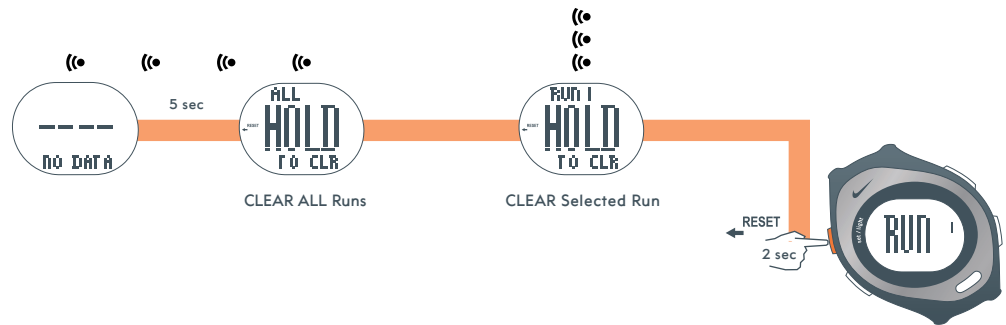 5 sec
----
NO DATA
ALL
RESET
HOLD
TO CLR
CLEAR ALL Runs
RUN 1
RESET
HOLD
TO CLR
CLEAR Selected Run
RESET
2 sec
set / light
RUN 1